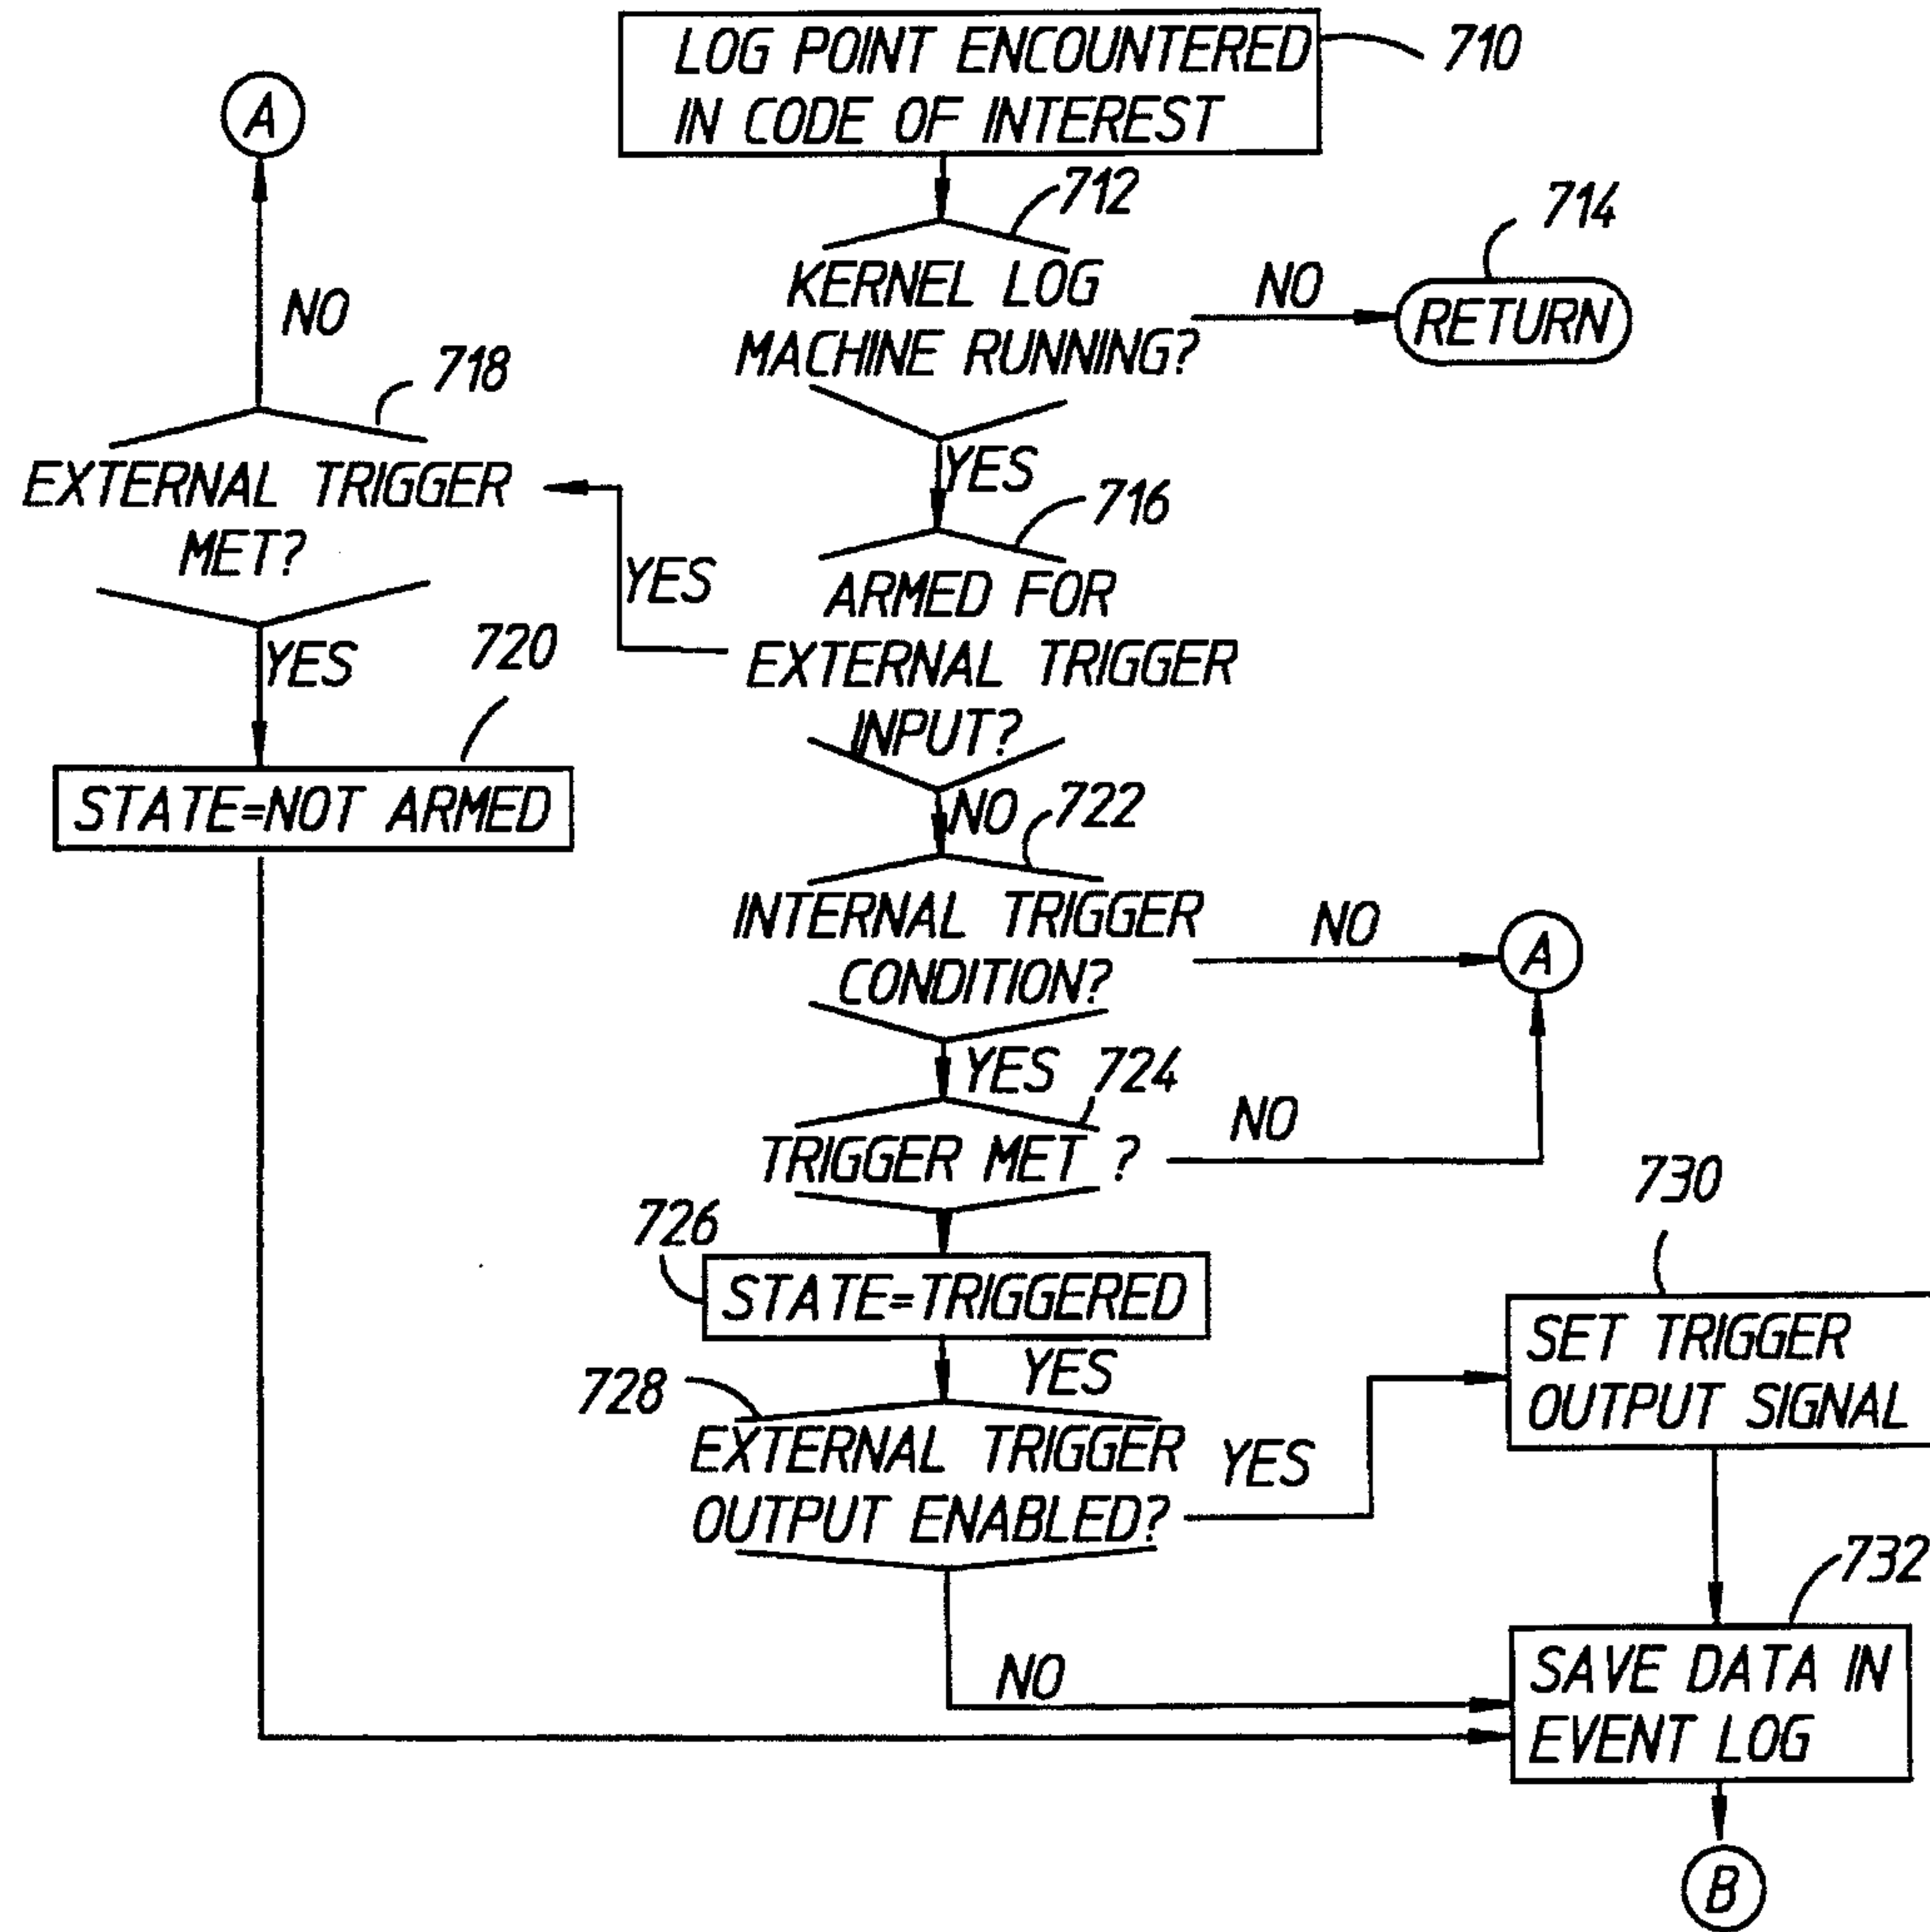 LOG POINT ENCOUNTERED
IN CODE OF INTEREST
710
A
712
714
KERNEL LOG
MACHINE RUNNING?
NO
RETURN
NO
718
YES
716
EXTERNAL TRIGGER
MET?
YES
ARMED FOR
EXTERNAL TRIGGER
INPUT?
YES
720
STATE=NOT ARMED
NO
722
INTERNAL TRIGGER
CONDITION?
NO
A
YES
724
TRIGGER MET ?
NO
726
STATE=TRIGGERED
730
SET TRIGGER
OUTPUT SIGNAL
YES
728
EXTERNAL TRIGGER
OUTPUT ENABLED?
YES
732
NO
SAVE DATA IN
EVENT LOG
B